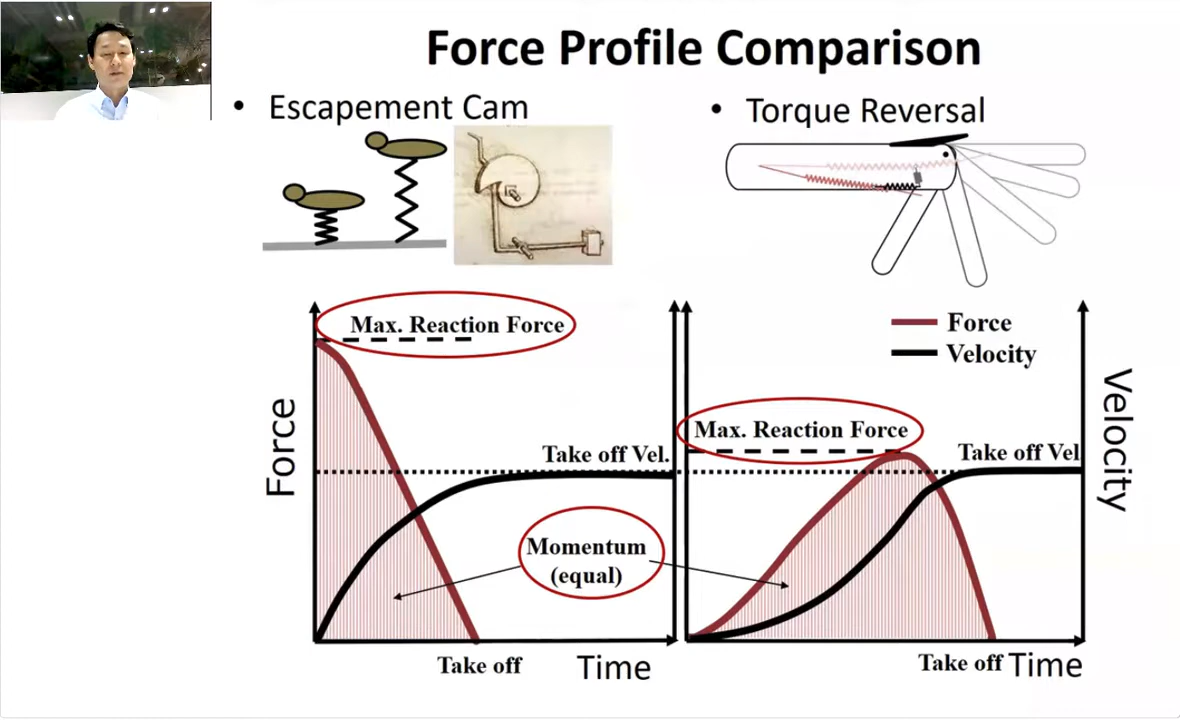 Force Profile Comparison
• Escapement Cam
• Torque Reversal
Max. Reaction Force
Force
Take off Vel.
Momentum
(equal)
Take off
Time
Force
Velocity
Max. Reaction Force
Take off Vel
Velocity
Take off
Time